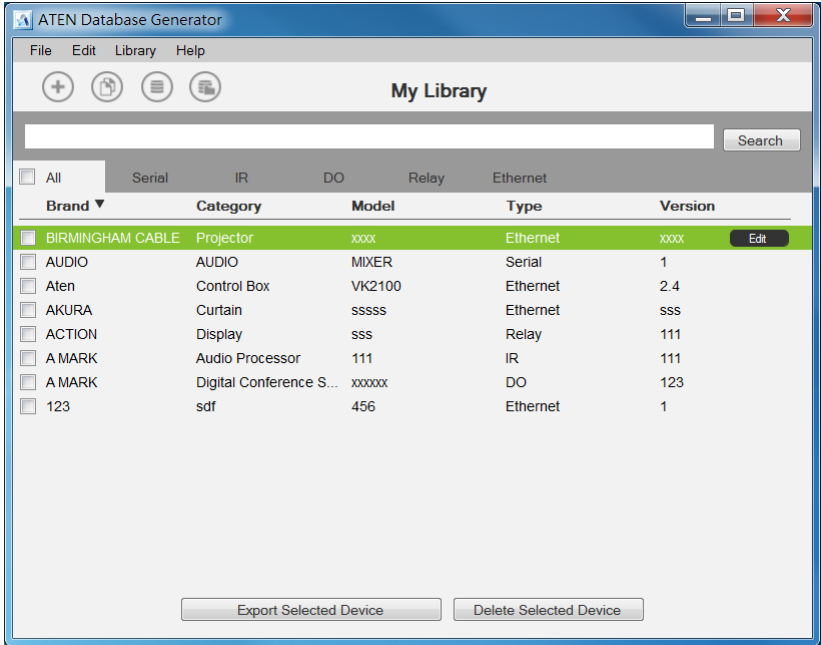 ATEN Database Generator
File Edit Library Help
My Library
Search
All Serial IR DO Relay Ethernet
Brand ▼ Category Model Type Version
BIRMINGHAM CABLE Projector xxxx Ethernet xxxx Edit
AUDIO AUDIO MIXER Serial 1
Aten Control Box VK2100 Ethernet 2.4
AKURA Curtain sssss Ethernet sss
ACTION Display sss Relay 111
A MARK Audio Processor 111 IR 111
A MARK Digital Conference S... xxxxxx DO 123
123 sdf 456 Ethernet 1
Export Selected Device Delete Selected Device